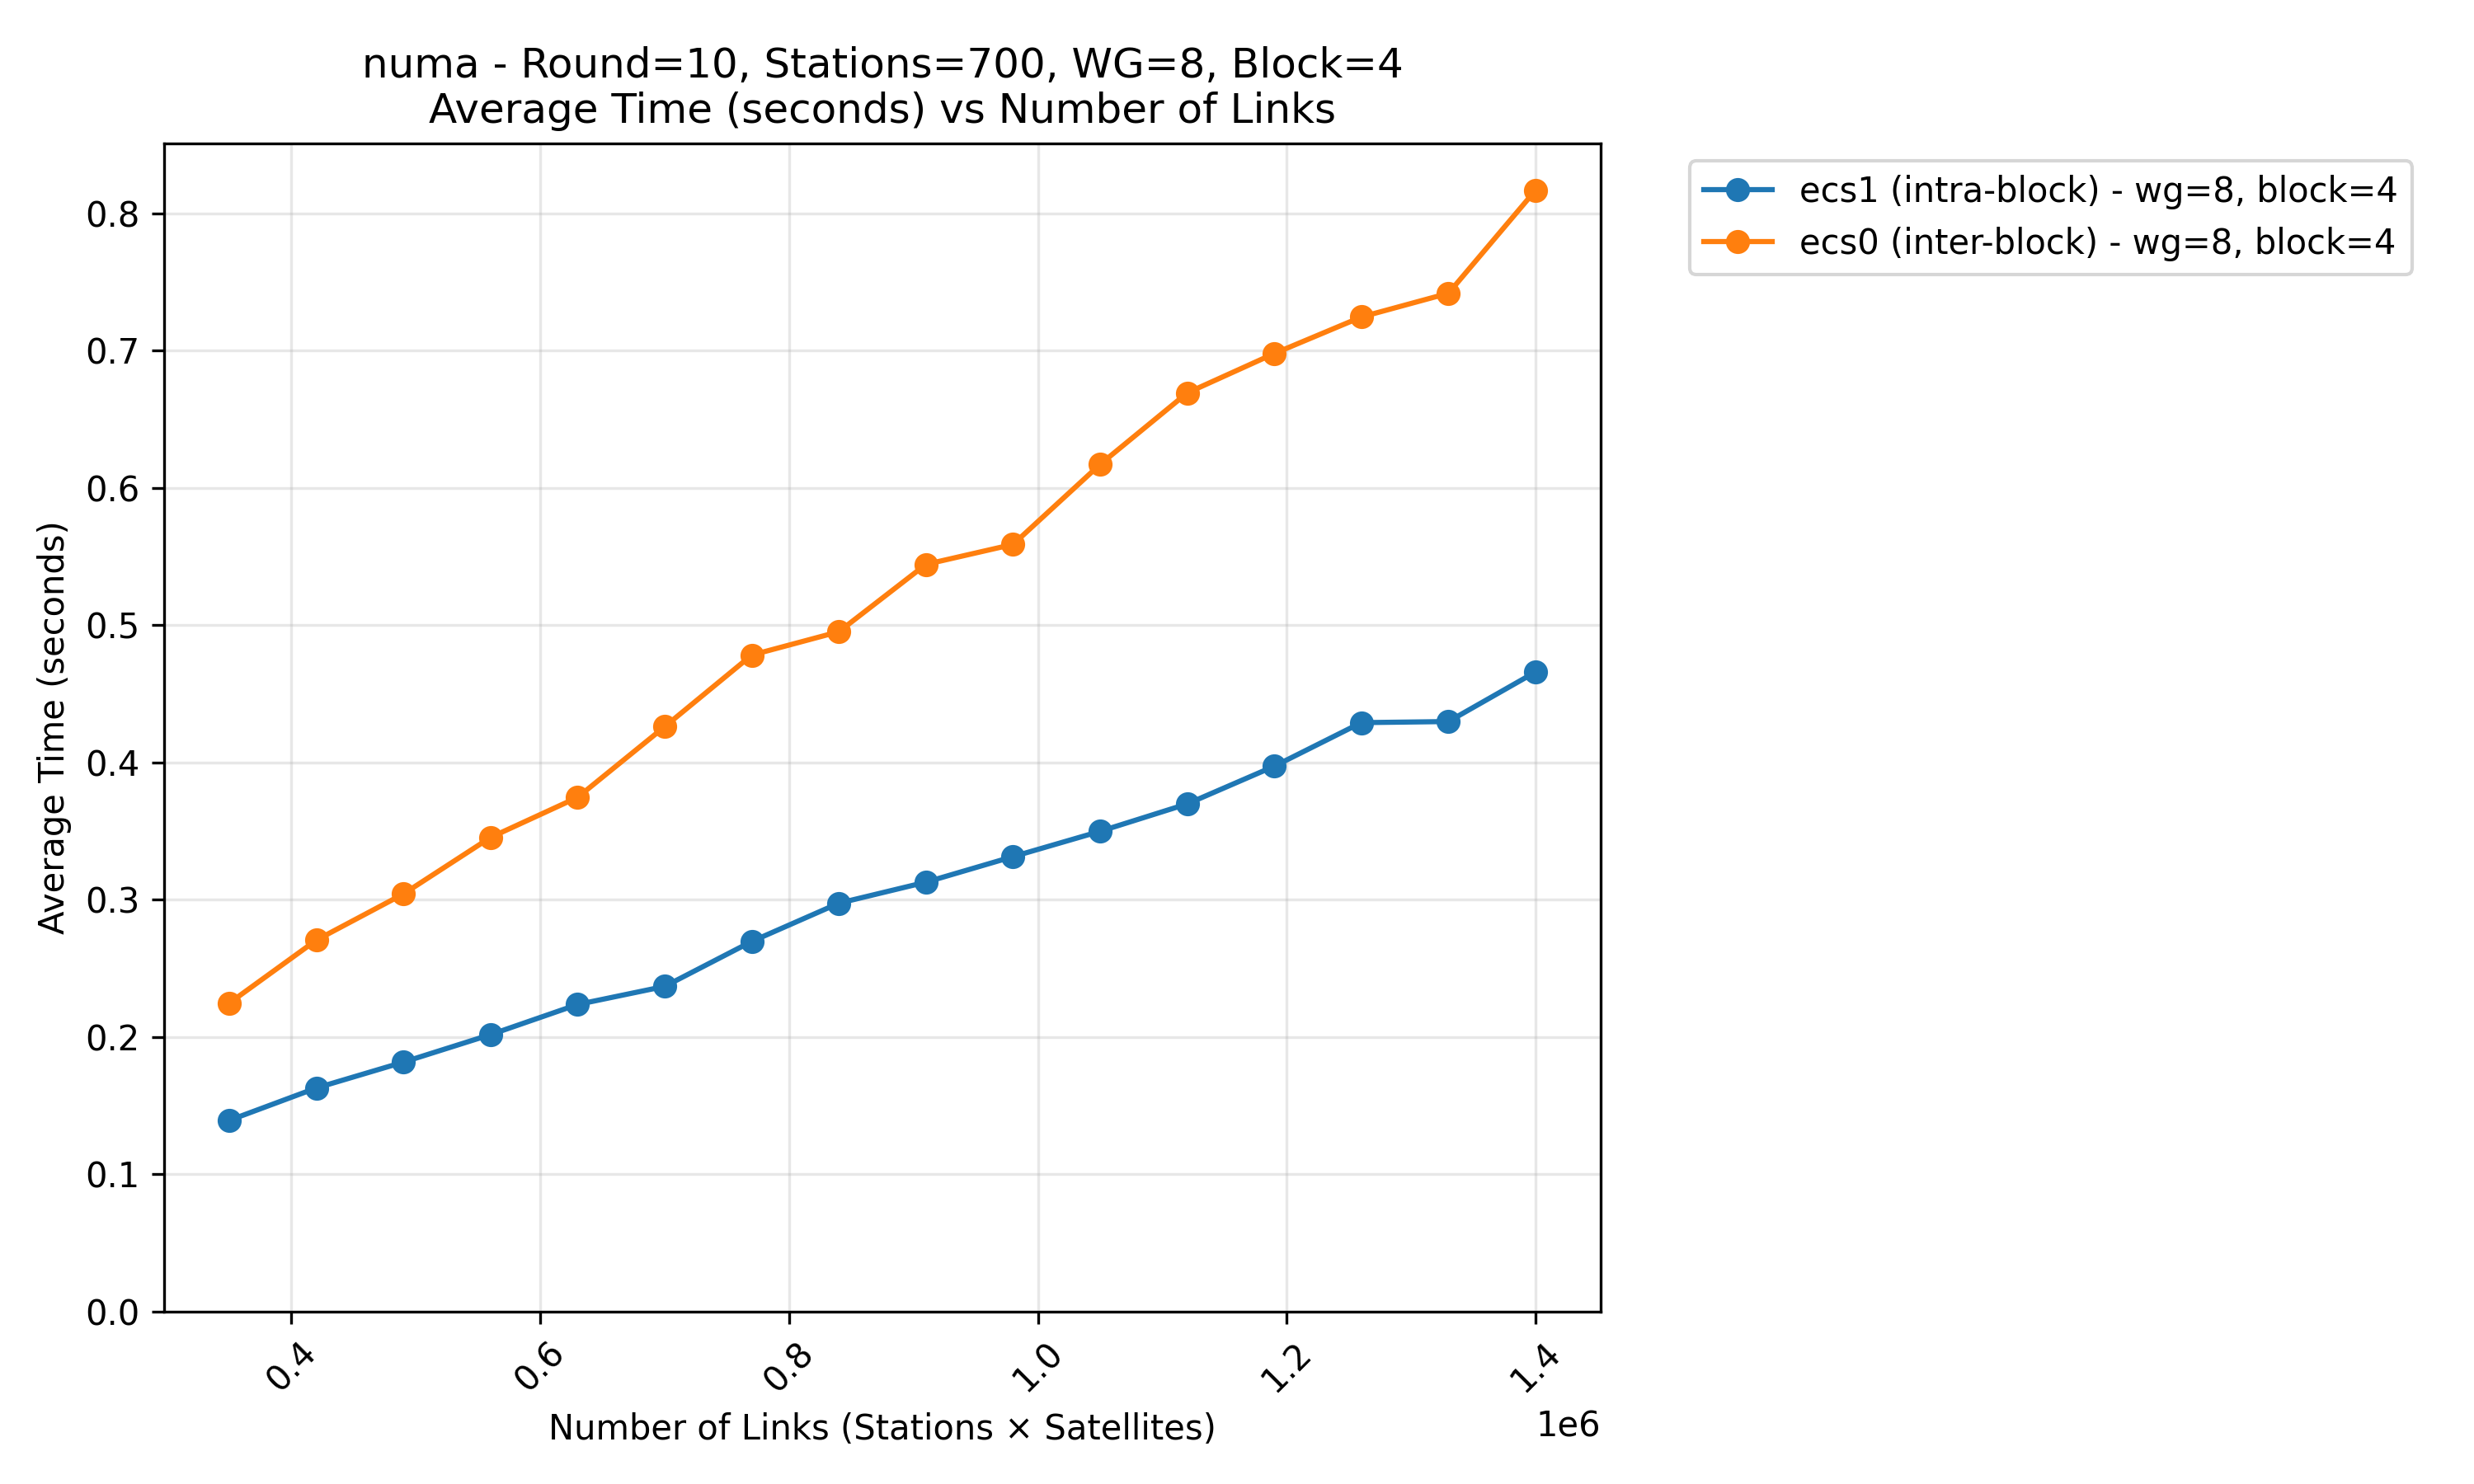 numa - Round=10, Stations=700, WG=8, Block=4
Average Time (seconds) vs Number of Links
ecs1 (intra-block) - wg=8, block=4
ecs0 (inter-block) - wg=8, block=4
Average Time (seconds)
0.8
0.7
0.6
0.5
0.4
0.3
0.2
0.1
0.0
0.4
0.6
0.8
1.0
1.2
1.4
1e6
Number of Links (Stations × Satellites)